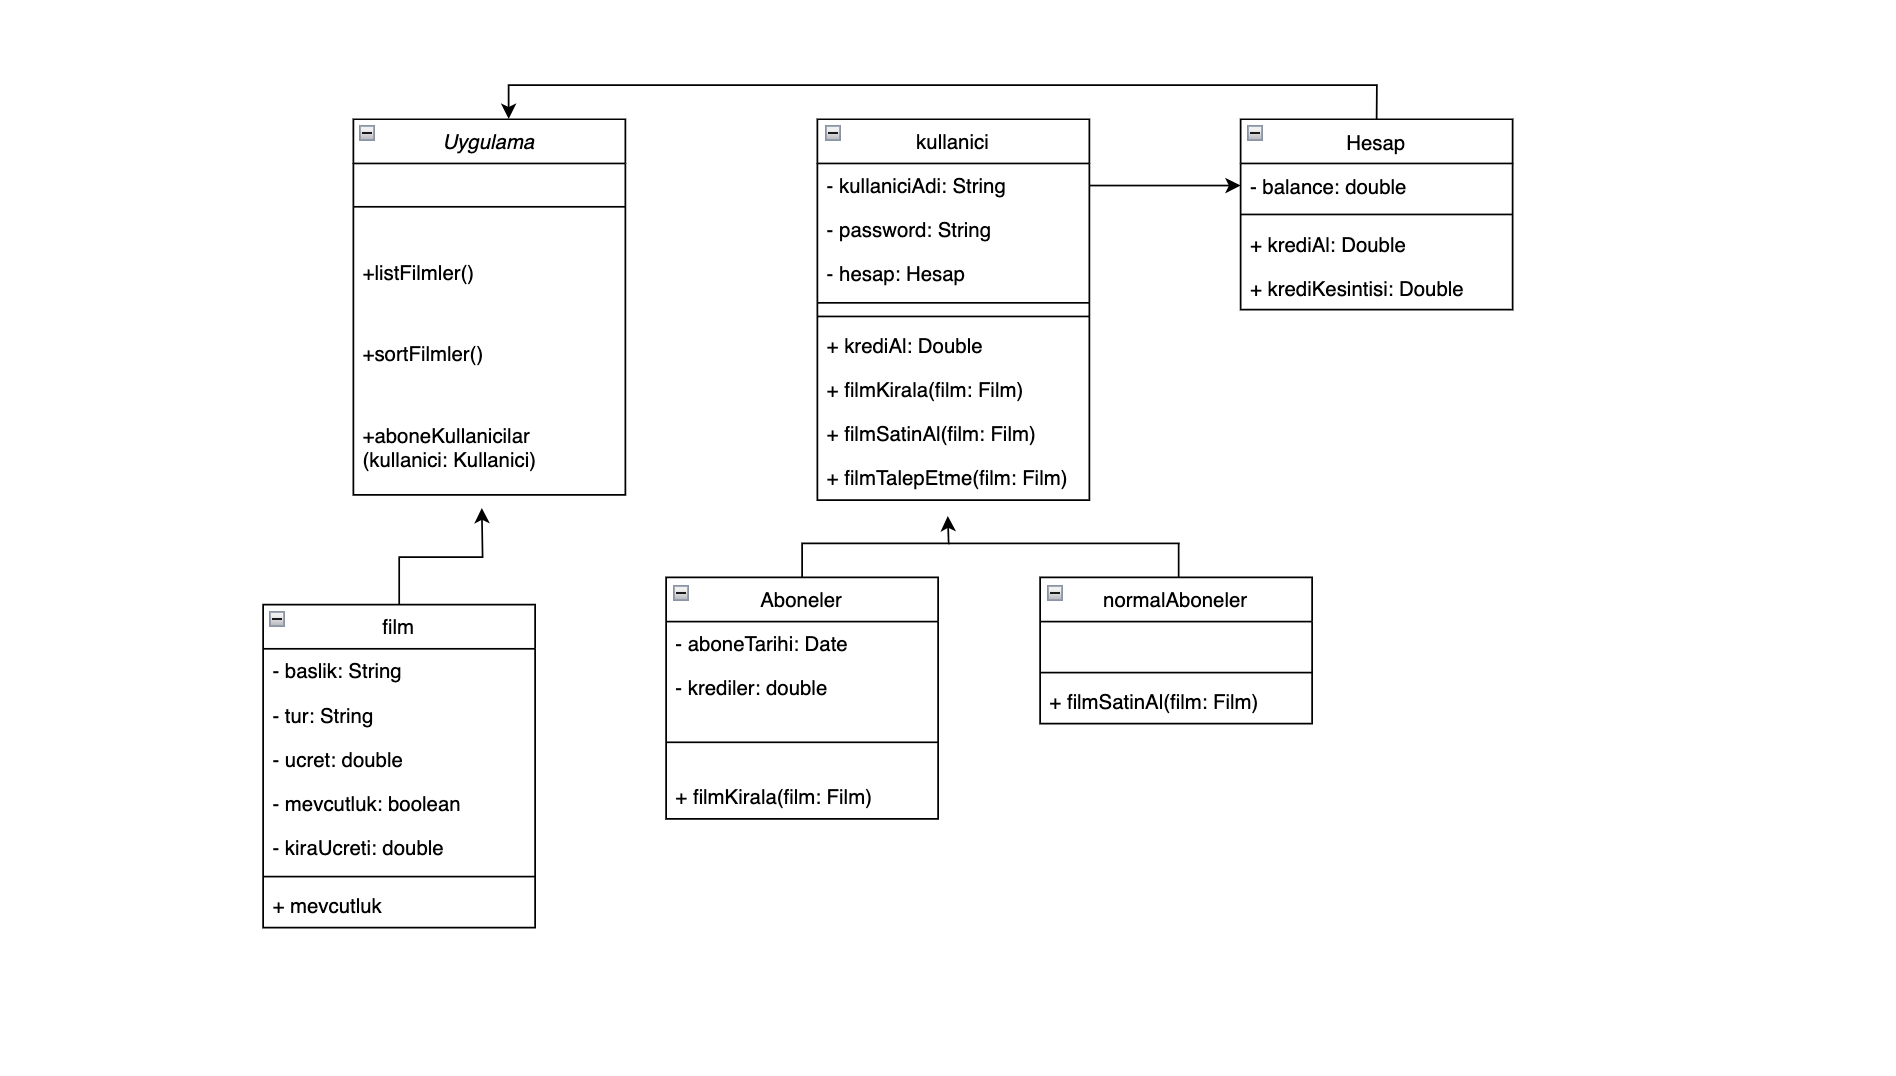 Uygulama
+listFilmler()
+sortFilmler()
+aboneKullanicilar
(kullanici: Kullanici)
kullanici
- kullaniciAdi: String
- password: String
- hesap: Hesap
+ krediAl: Double
+ filmKirala(film: Film)
+ filmSatinAl(film: Film)
+ filmTalepEtme(film: Film)
Hesap
- balance: double
+ krediAl: Double
+ krediKesintisi: Double
film
- baslik: String
- tur: String
- ucret: double
- mevcutluk: boolean
- kiraUcreti: double
+ mevcutluk
Aboneler
- aboneTarihi: Date
- krediler: double
+ filmKirala(film: Film)
normalAboneler
+ filmSatinAl(film: Film)